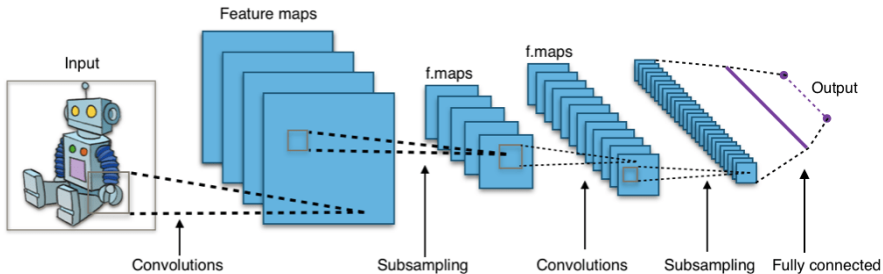 Feature maps
Input
f.maps
f.maps
Output
Convolutions
Subsampling
Convolutions
Subsampling
Fully connected